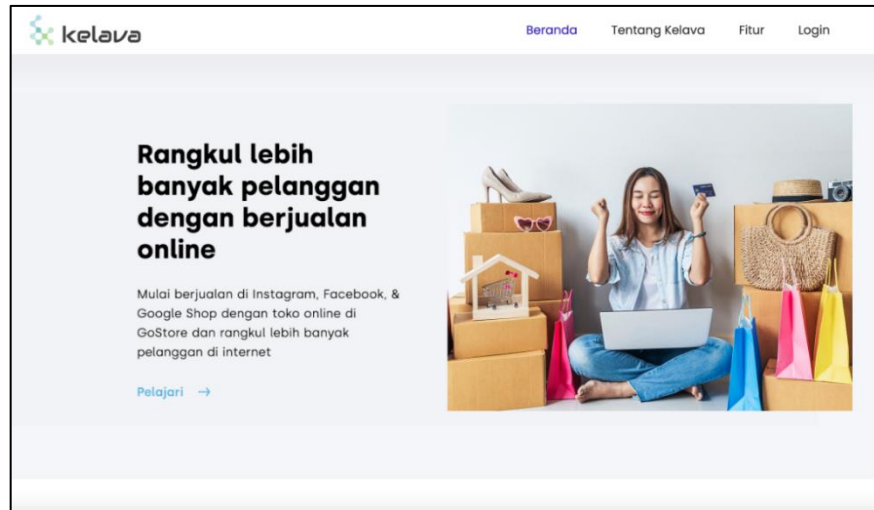 kelava
Beranda Tentang Kelava Fitur Login
Rangkul lebih
banyak pelanggan
dengan berjualan
online
Mulai berjualan di Instagram, Facebook, &
Google Shop dengan toko online di
GoStore dan rangkul lebih banyak
pelanggan di internet
Pelajari →